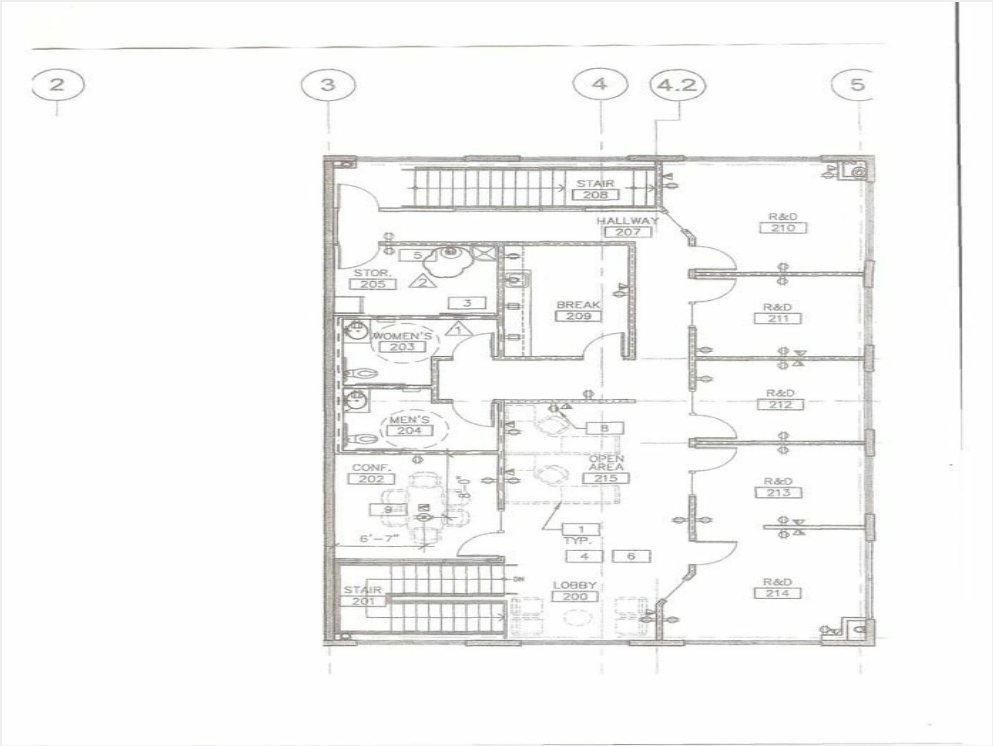 2
3
4
4.2
5
STAIR
208
HALLWAY
207
R&D
210
5
STOR.
205
2
3
BREAK
209
R&D
211
WOMEN'S
203
1
MEN'S
204
R&D
212
8
CONF.
202
8'-0"
OPEN
AREA
215
R&D
213
9
6'-7"
1
TYP.
4
6
STAIR
201
DN
LOBBY
200
R&D
214